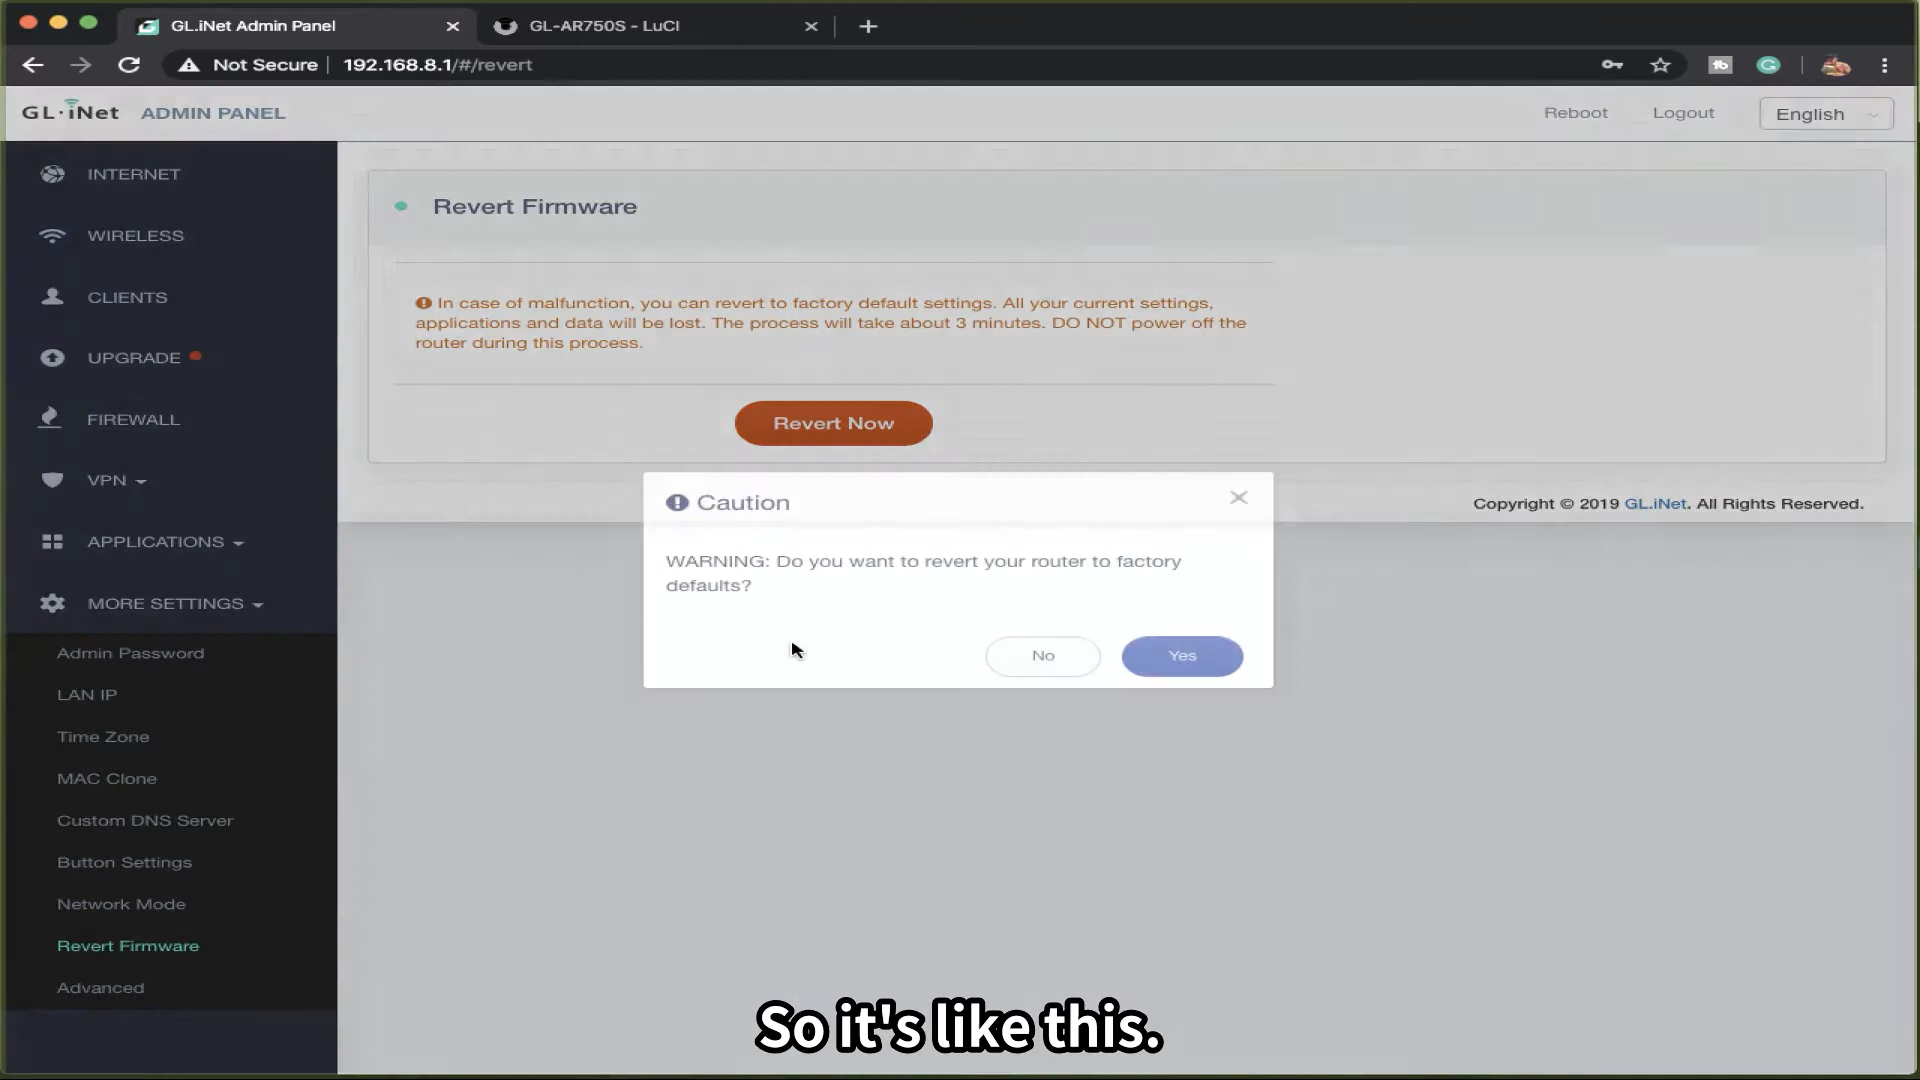 GL.iNet Admin Panel
GL-AR750S - LuCI
Not Secure
192.168.8.1/#/revert
GL·iNet ADMIN PANEL
Reboot
Logout
English
INTERNET
WIRELESS
CLIENTS
UPGRADE
FIREWALL
VPN
APPLICATIONS
MORE SETTINGS
Admin Password
LAN IP
Time Zone
MAC Clone
Custom DNS Server
Button Settings
Network Mode
Revert Firmware
Advanced
Revert Firmware
In case of malfunction, you can revert to factory default settings. All your current settings,
applications and data will be lost. The process will take about 3 minutes. DO NOT power off the
router during this process.
Revert Now
Caution
WARNING: Do you want to revert your router to factory
defaults?
No
Yes
Copyright © 2019 GL.iNet. All Rights Reserved.
So it's like this.